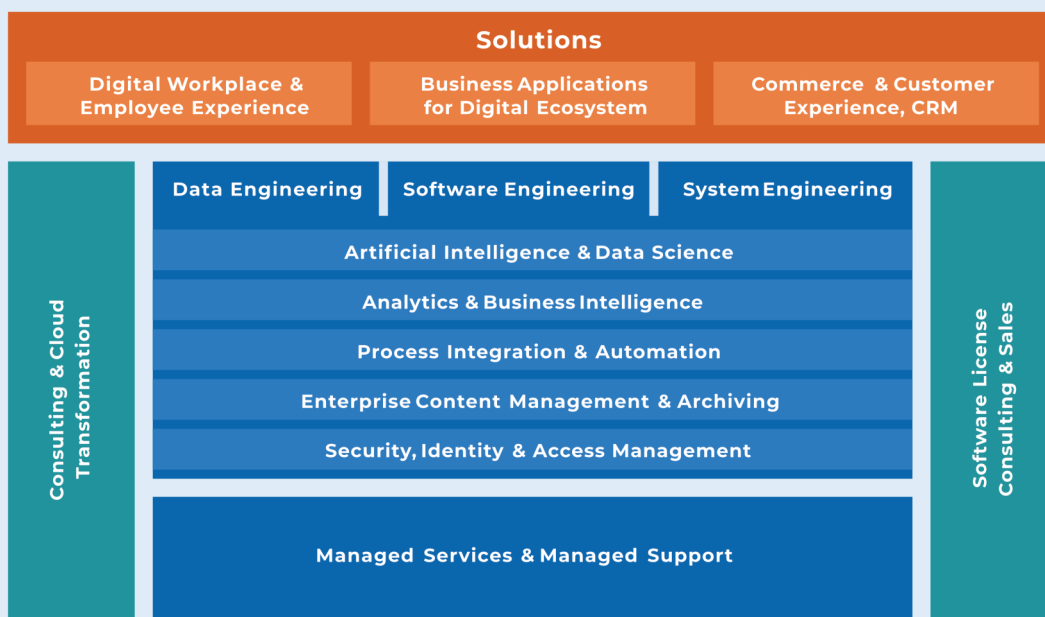 Solutions
Digital Workplace &
Employee Experience
Business Applications
for Digital Ecosystem
Commerce & Customer
Experience, CRM
Consulting & Cloud
Transformation
Data Engineering
Software Engineering
System Engineering
Artificial Intelligence & Data Science
Analytics & Business Intelligence
Process Integration & Automation
Enterprise Content Management & Archiving
Security, Identity & Access Management
Managed Services & Managed Support
Software License
Consulting & Sales